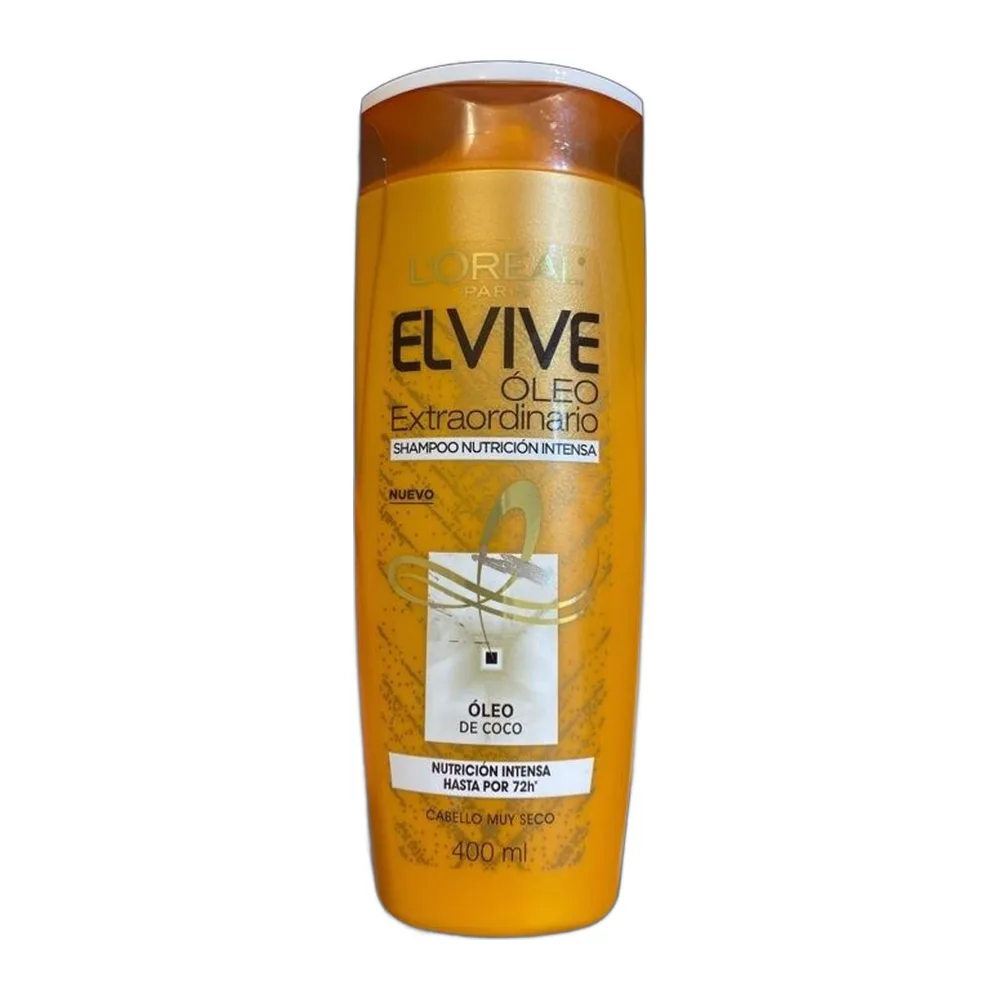 L'ORÉAL
PARIS
ELVIVE
ÓLEO
Extraordinario
SHAMPOO NUTRICIÓN INTENSA
NUEVO
ÓLEO
DE COCO
NUTRICIÓN INTENSA
HASTA POR 72h*
CABELLO MUY SECO
400 ml